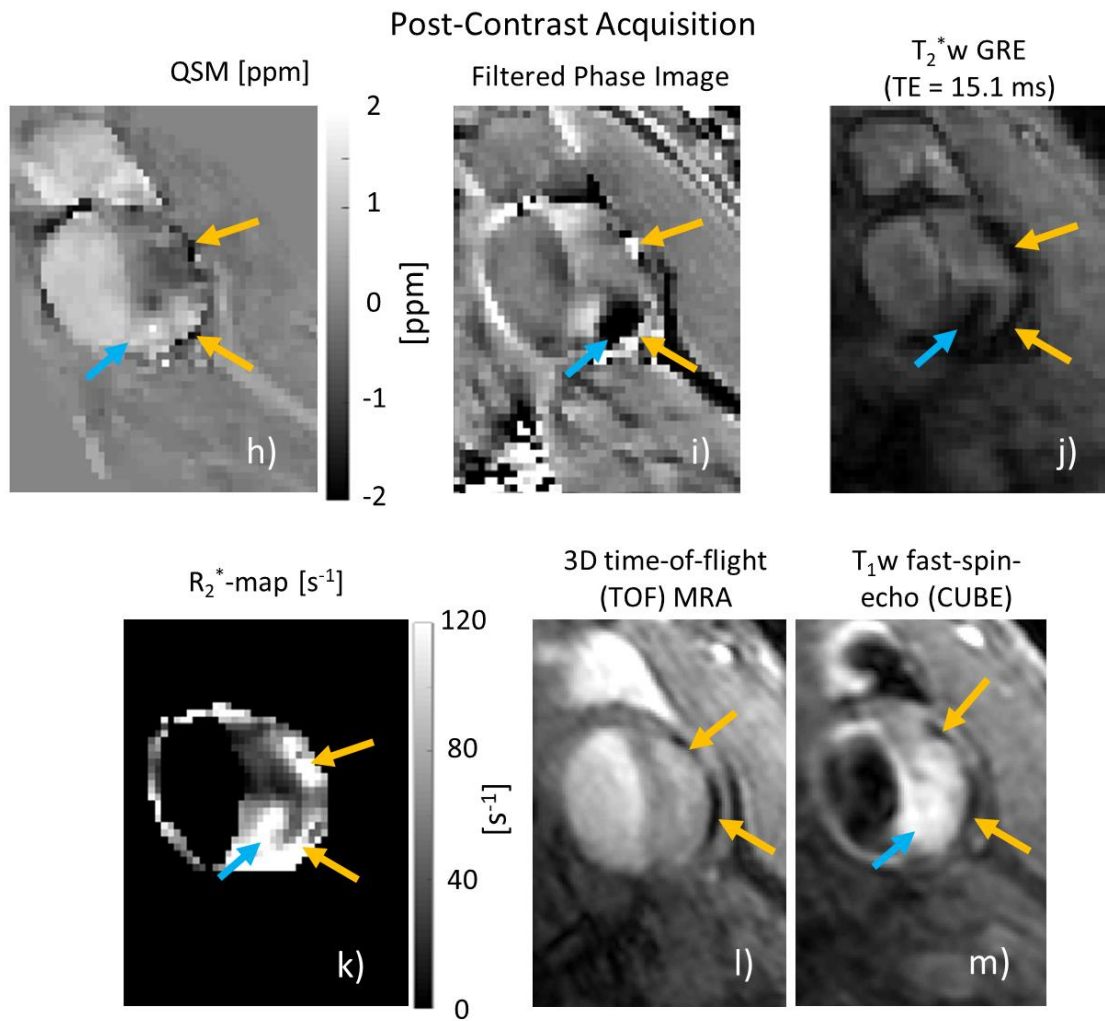 Post-Contrast Acquisition
QSM [ppm]
Filtered Phase Image
T₂*w GRE
(TE = 15.1 ms)
2
1
0
-1
-2
[ppm]
h)
i)
j)
R₂*-map [s⁻¹]
3D time-of-flight
(TOF) MRA
T₁w fast-spin-
echo (CUBE)
120
80
40
0
[s⁻¹]
k)
l)
m)